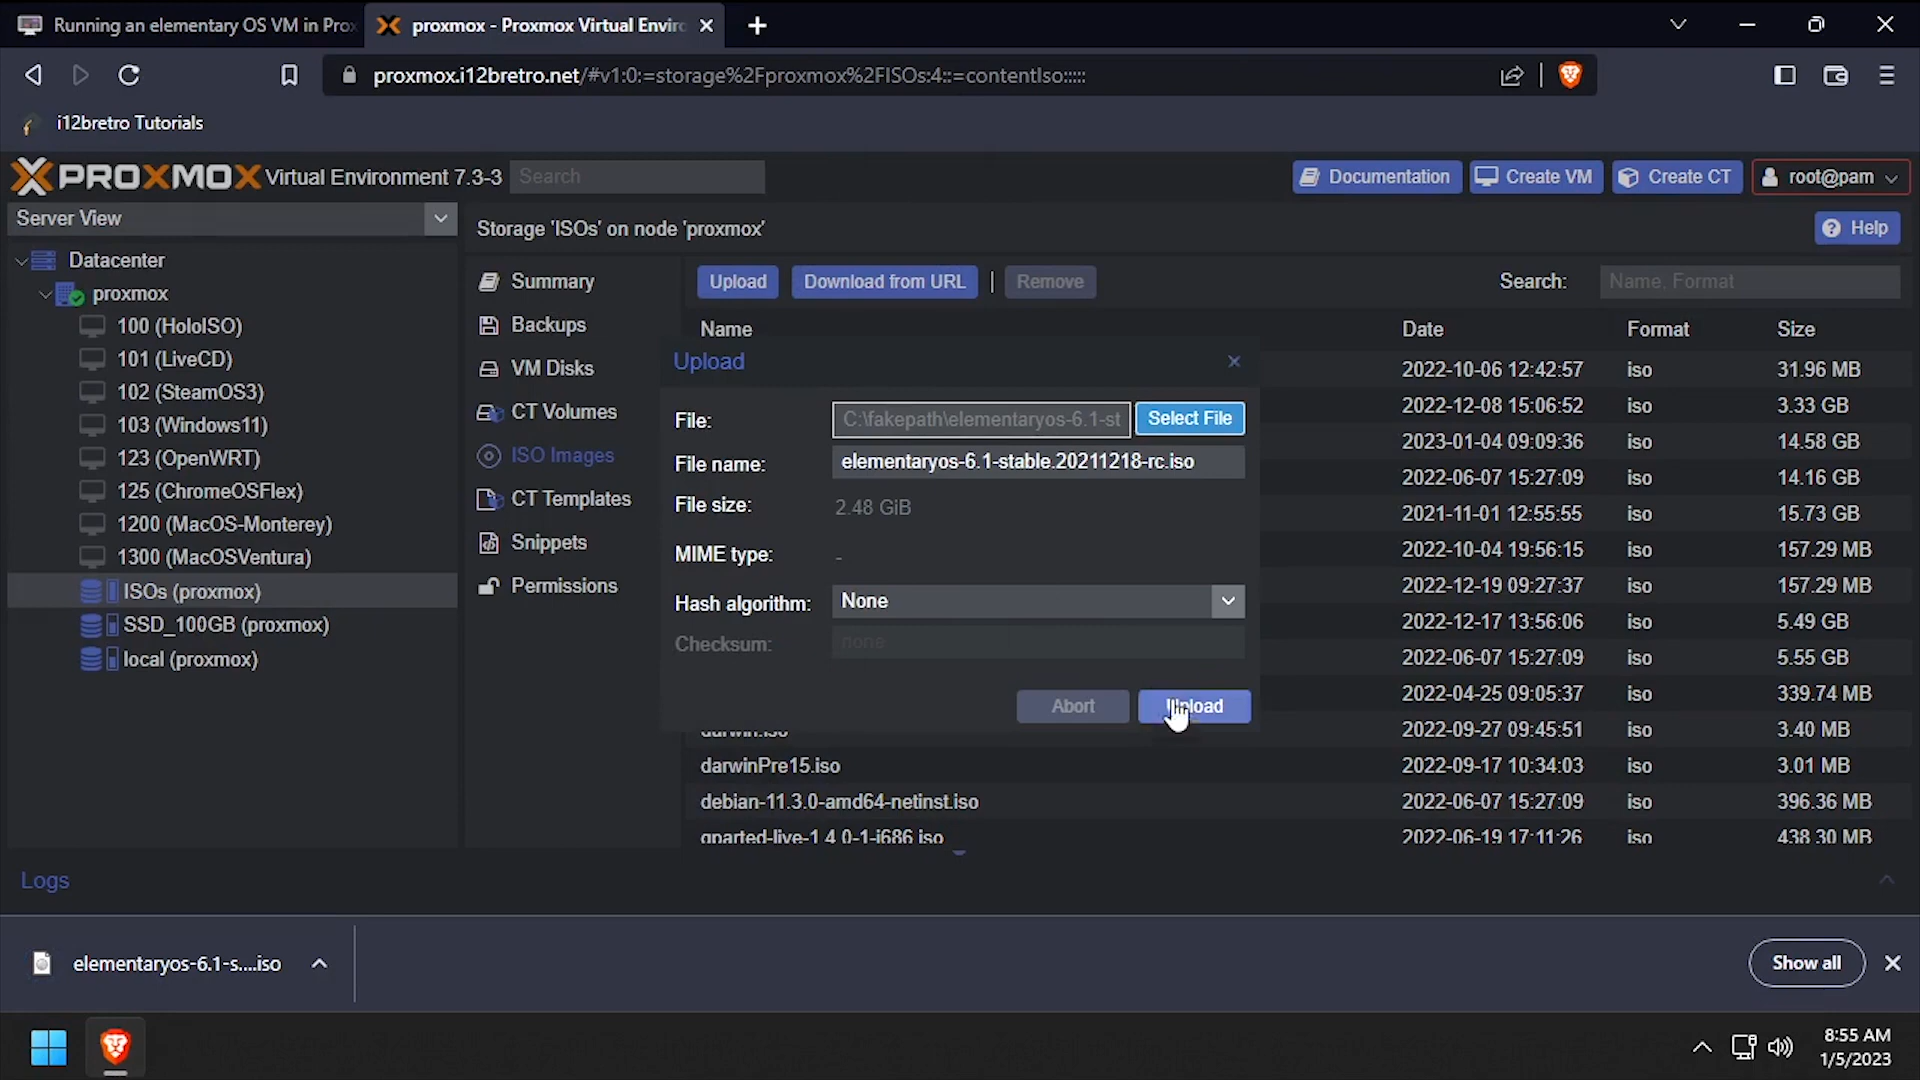 Running an elementary OS VM in Prox
proxmox - Proxmox Virtual Enviro
proxmox.i12bretro.net/#v1:0:=storage%2Fproxmox%2FISOs:4::=contentIso:::::
i12bretro Tutorials
PROXMOX Virtual Environment 7.3-3
Search
Documentation
Create VM
Create CT
root@pam
Server View
Storage 'ISOs' on node 'proxmox'
Help
Datacenter
proxmox
100 (HoloISO)
101 (LiveCD)
102 (SteamOS3)
103 (Windows11)
123 (OpenWRT)
125 (ChromeOSFlex)
1200 (MacOS-Monterey)
1300 (MacOSVentura)
ISOs (proxmox)
SSD_100GB (proxmox)
local (proxmox)
Summary
Backups
VM Disks
CT Volumes
ISO Images
CT Templates
Snippets
Permissions
Upload
Download from URL
Remove
Search:
Name, Format
Name
Date
Format
Size
2022-10-06 12:42:57 iso 31.96 MB
2022-12-08 15:06:52 iso 3.33 GB
2023-01-04 09:09:36 iso 14.58 GB
2022-06-07 15:27:09 iso 14.16 GB
2021-11-01 12:55:55 iso 15.73 GB
2022-10-04 19:56:15 iso 157.29 MB
2022-12-19 09:27:37 iso 157.29 MB
2022-12-17 13:56:06 iso 5.49 GB
2022-06-07 15:27:09 iso 5.55 GB
2022-04-25 09:05:37 iso 339.74 MB
darwin.iso 2022-09-27 09:45:51 iso 3.40 MB
darwinPre15.iso 2022-09-17 10:34:03 iso 3.01 MB
debian-11.3.0-amd64-netinst.iso 2022-06-07 15:27:09 iso 396.36 MB
gparted-live-1.4.0-1-i686.iso 2022-06-19 17:11:26 iso 438.30 MB
Upload
File:
C:\fakepath\elementaryos-6.1-st
Select File
File name:
elementaryos-6.1-stable.20211218-rc.iso
File size:
2.48 GiB
MIME type:
-
Hash algorithm:
None
Checksum:
none
Abort
Upload
Logs
elementaryos-6.1-s....iso
Show all
8:55 AM
1/5/2023